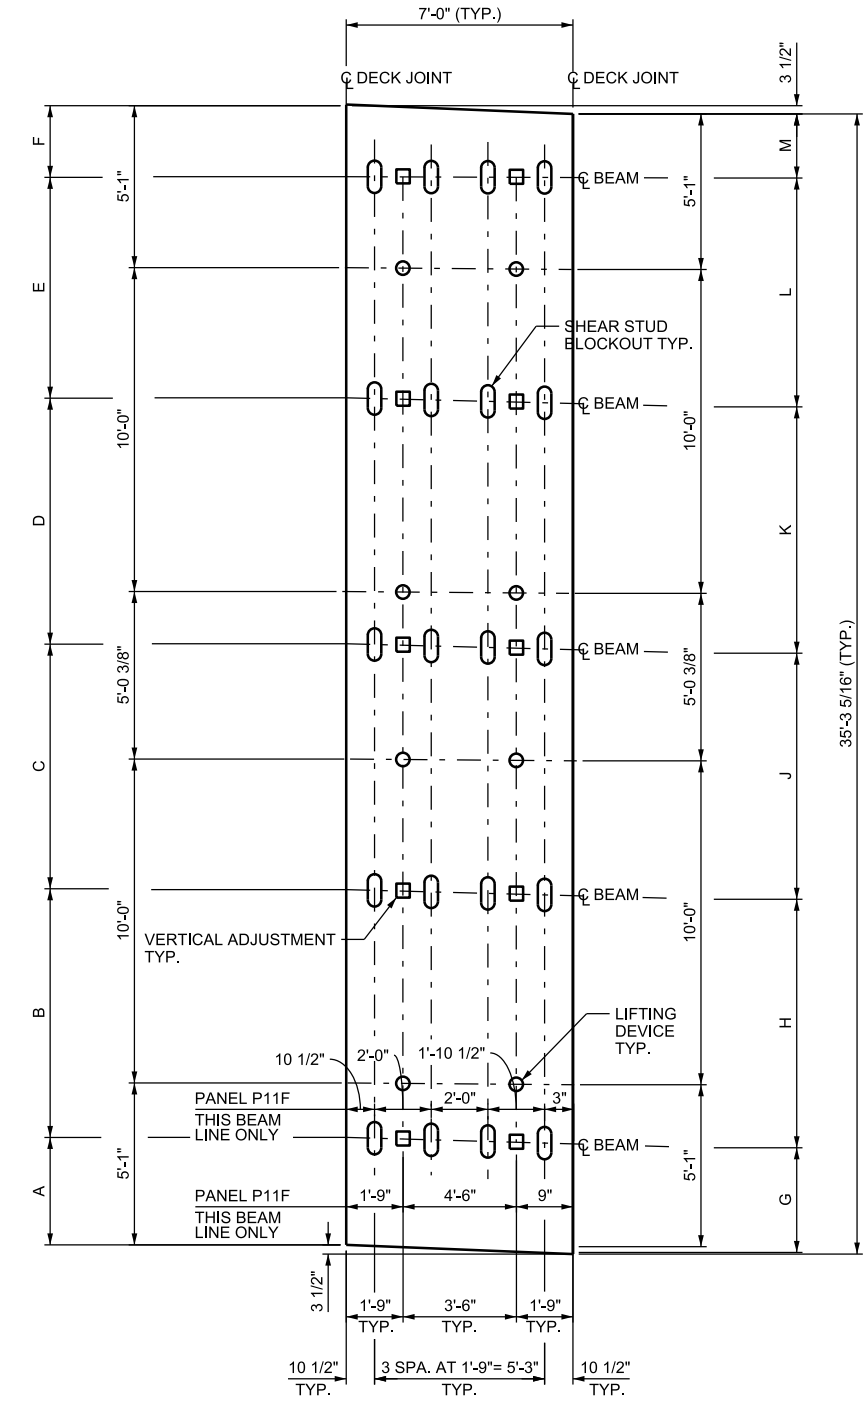 7'-0" (TYP.)
3 1/2"
℄ DECK JOINT
℄ DECK JOINT
F
M
5'-1"
5'-1"
℄ BEAM
E
L
SHEAR STUD
BLOCKOUT TYP.
10'-0"
10'-0"
℄ BEAM
D
K
5'-0 3/8"
5'-0 3/8"
℄ BEAM
35'-3 5/16" (TYP.)
C
J
℄ BEAM
10'-0"
10'-0"
VERTICAL ADJUSTMENT
TYP.
B
H
LIFTING
DEVICE
TYP.
10 1/2"
2'-0"
1'-10 1/2"
PANEL P11F
2'-0"
3"
THIS BEAM
LINE ONLY
℄ BEAM
5'-1"
5'-1"
A
G
PANEL P11F
1'-9"
4'-6"
9"
THIS BEAM
LINE ONLY
3 1/2"
1'-9"
TYP.
3'-6"
TYP.
1'-9"
TYP.
10 1/2"
TYP.
3 SPA. AT 1'-9"= 5'-3"
TYP.
10 1/2"
TYP.